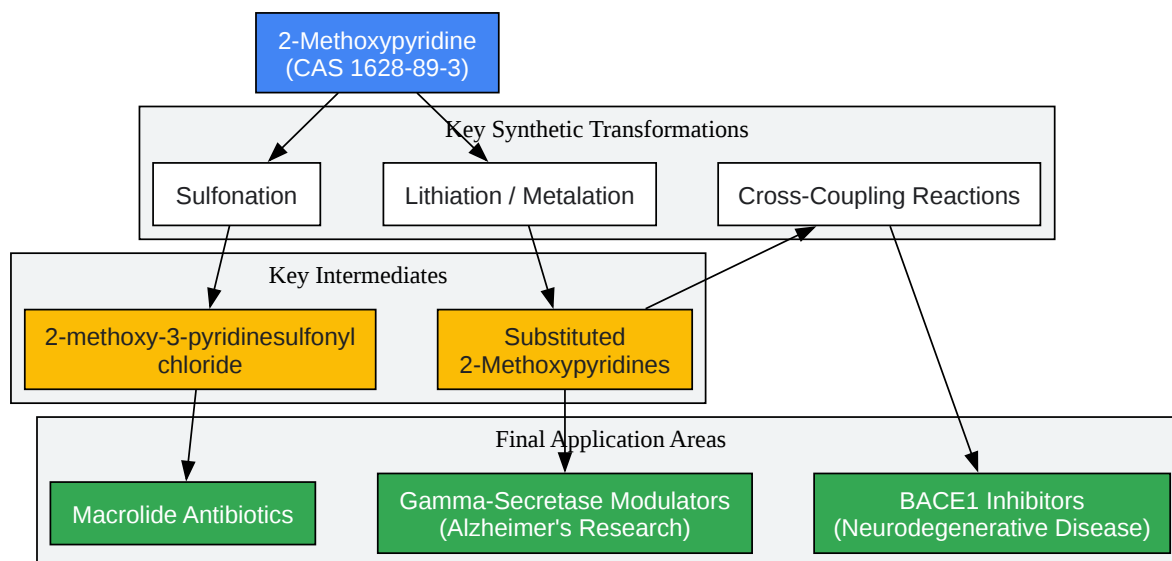 2-Methoxypyridine
(CAS 1628-89-3)
Key Synthetic Transformations
Sulfonation
Lithiation / Metalation
Cross-Coupling Reactions
Key Intermediates
2-methoxy-3-pyridinesulfonyl
chloride
Substituted
2-Methoxypyridines
Final Application Areas
Macrolide Antibiotics
Gamma-Secretase Modulators
(Alzheimer's Research)
BACE1 Inhibitors
(Neurodegenerative Disease)